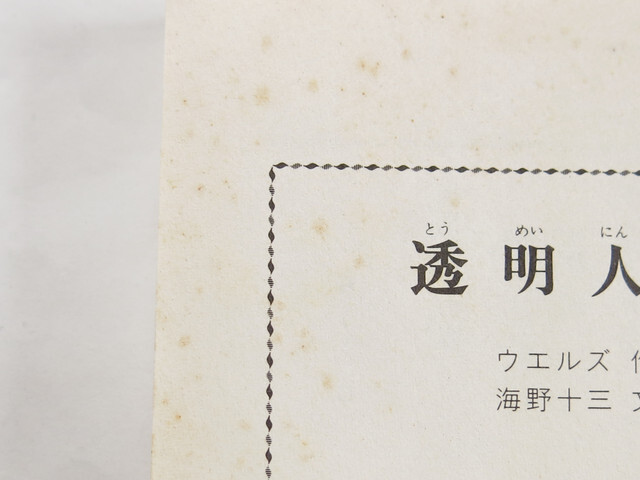 とう めい にん
透明人
ウエルズ
海野十三